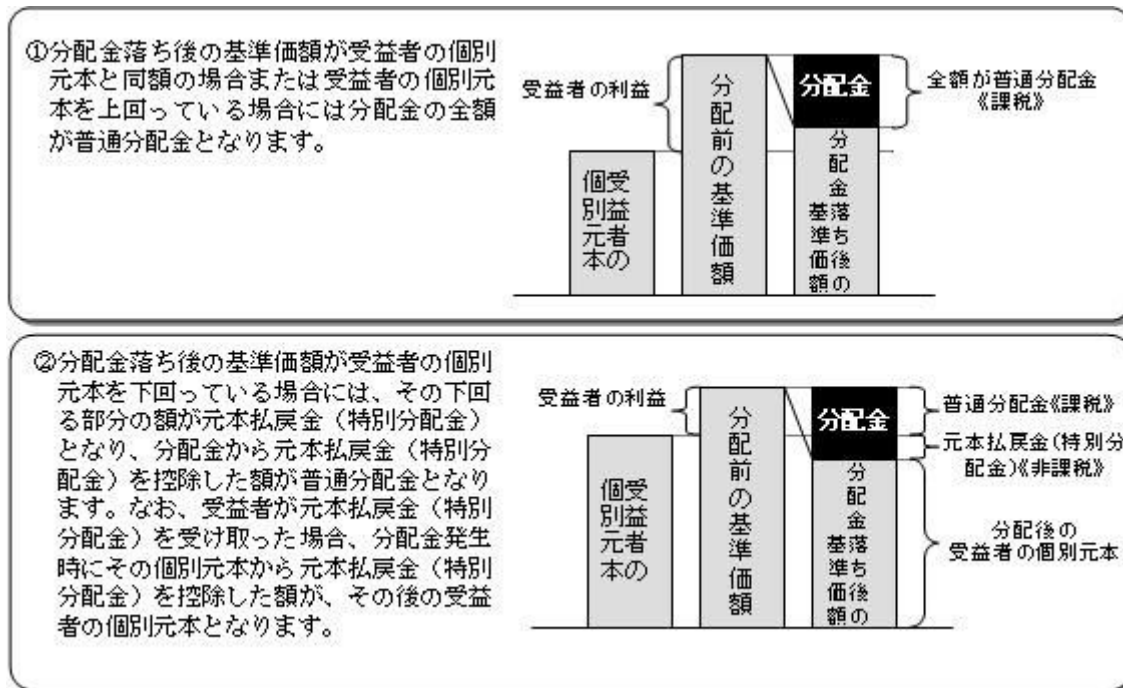 ①分配金落ち後の基準価額が受益者の個別
元本と同額の場合または受益者の個別元
本を上回っている場合には分配金の全額
が普通分配金となります。
受益者の利益
個別元本
受益者の
分配前の基準価額
分配金
分配金落ち後の
基準価額
全額が普通分配金
《課税》
②分配金落ち後の基準価額が受益者の個別
元本を下回っている場合には、その下回
る部分の額が元本払戻金（特別分配金）
となり、分配金から元本払戻金（特別分
配金）を控除した額が普通分配金となり
ます。なお、受益者が元本払戻金（特別
分配金）を受け取った場合、分配金発生
時にその個別元本から元本払戻金（特別
分配金）を控除した額が、その後の受益
者の個別元本となります。
受益者の利益
受益者の
個別元本
分配前の基準価額
分配金
分配金落ち後の
基準価額
普通分配金《課税》
元本払戻金（特別分
配金）《非課税》
分配後の
受益者の個別元本